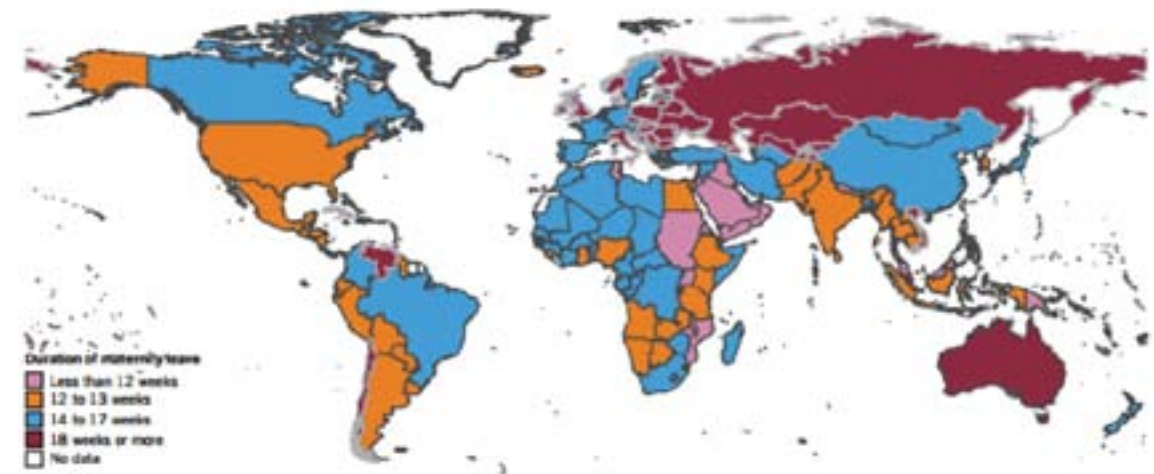 Duration of maternity leave
Less than 12 weeks
12 to 13 weeks
14 to 17 weeks
18 weeks or more
No data